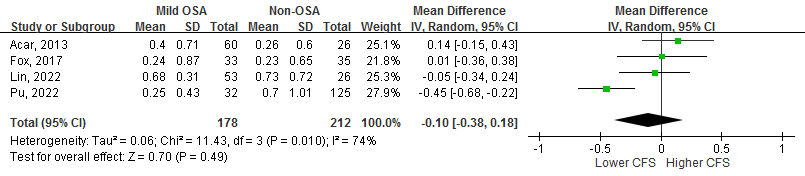 Mild OSA Non-OSA Mean Difference Mean Difference
Study or Subgroup Mean SD Total Mean SD Total Weight IV, Random, 95% CI IV, Random, 95% CI
Acar, 2013 0.4 0.71 60 0.26 0.6 26 25.1% 0.14 [-0.15, 0.43]
Fox, 2017 0.24 0.87 33 0.23 0.65 35 21.8% 0.01 [-0.36, 0.38]
Lin, 2022 0.68 0.31 53 0.73 0.72 26 25.1% -0.05 [-0.34, 0.24]
Pu, 2022 0.25 0.43 32 0.7 1.01 125 27.9% -0.45 [-0.68, -0.22]
Total (95% CI) 178 212 100.0% -0.10 [-0.38, 0.18]
Heterogeneity: Tau² = 0.06; Chi² = 11.43, df = 3 (P = 0.010); I² = 74%
Test for overall effect: Z = 0.70 (P = 0.49)
-1 -0.5 0 0.5 1
Lower CFS Higher CFS